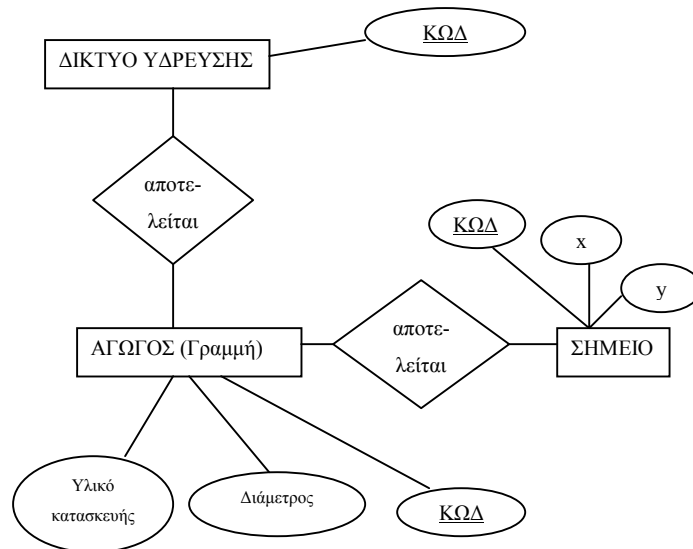 ΚΩΔ
ΔΙΚΤΥΟ ΥΔΡΕΥΣΗΣ
αποτε-
λείται
ΚΩΔ
x
y
ΑΓΩΓΟΣ (Γραμμή)
αποτε-
λείται
ΣΗΜΕΙΟ
Υλικό
κατασκευής
Διάμετρος
ΚΩΔ